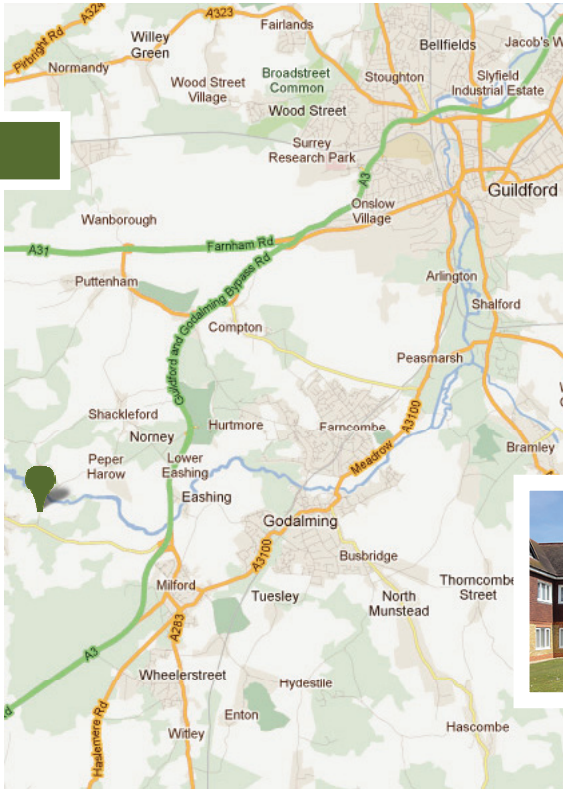 A323
A324
Fairlands
Willey
Green
Pirbright Rd
Bellfields
Jacob's W
Normandy
Broadstreet
Common
Stoughton
Slyfield
Industrial Estate
Wood Street
Village
Wood Street
Surrey
Research Park
A3
Guildford
Onslow
Village
Wanborough
A31
Farnham Rd
Puttenham
Guildford and Godalming Bypass Rd
Arlington
Shalford
Compton
Peasmarsh
Shackleford
Hurtmore
Farncombe
A3100
Norney
Meadrow
Bramley
Peper
Harow
Lower
Eashing
Eashing
Godalming
A3100
Busbridge
Milford
Tuesley
North
Munstead
Thorncombe
Street
A283
A3
Wheelerstreet
Hydestile
Haslemere Rd
Enton
Witley
Hascombe